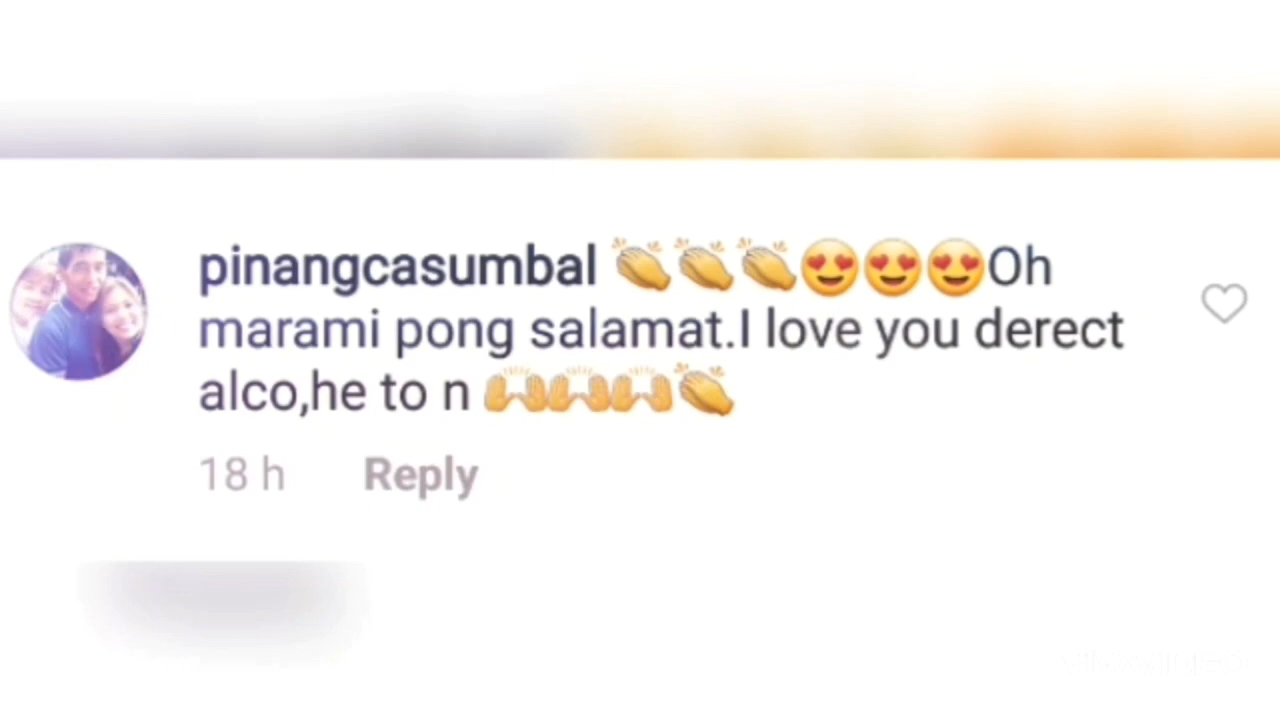 pinangcasumbal 👏👏👏😍😍😍Oh
marami pong salamat.I love you derect
alco,he to n 🙌🙌🙌👏
18 h Reply